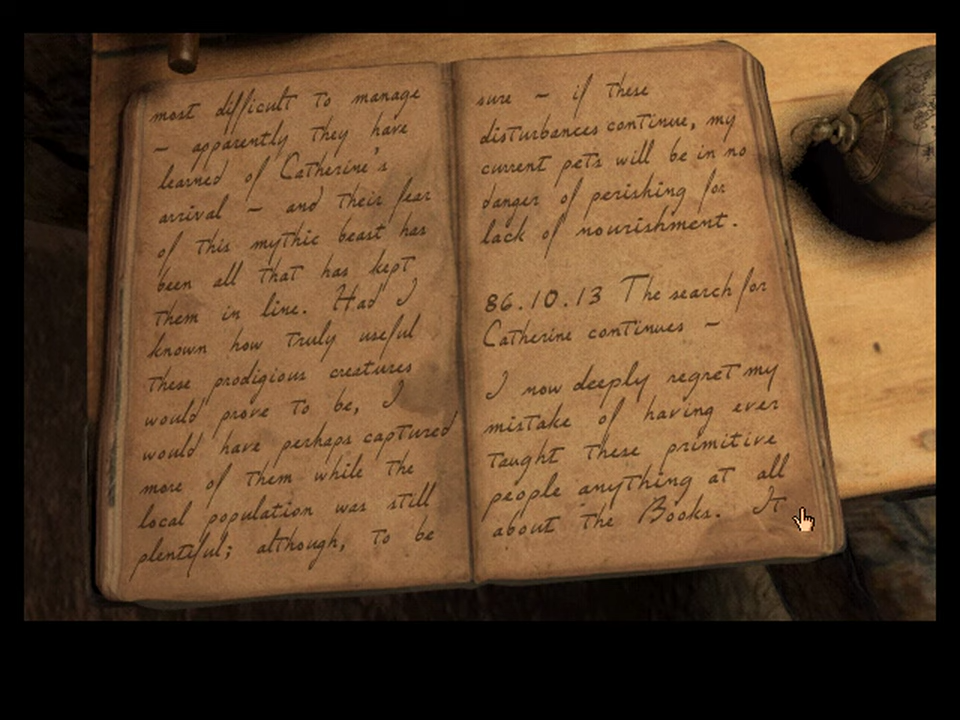 most difficult to manage
– apparently they have
learned of Catherine's
arrival – and their fear
of this mythic beast has
been all that has kept
them in line. Had I
known how truly useful
these prodigious creatures
would prove to be, I
would have perhaps captured
more of them while the
local population was still
plentiful; although, to be
sure – if these
disturbances continue, my
current pets will be in no
danger of perishing for
lack of nourishment.
86.10.13 The search for
Catherine continues –
I now deeply regret my
mistake of having ever
taught these primitive
people anything at all
about the Books. It